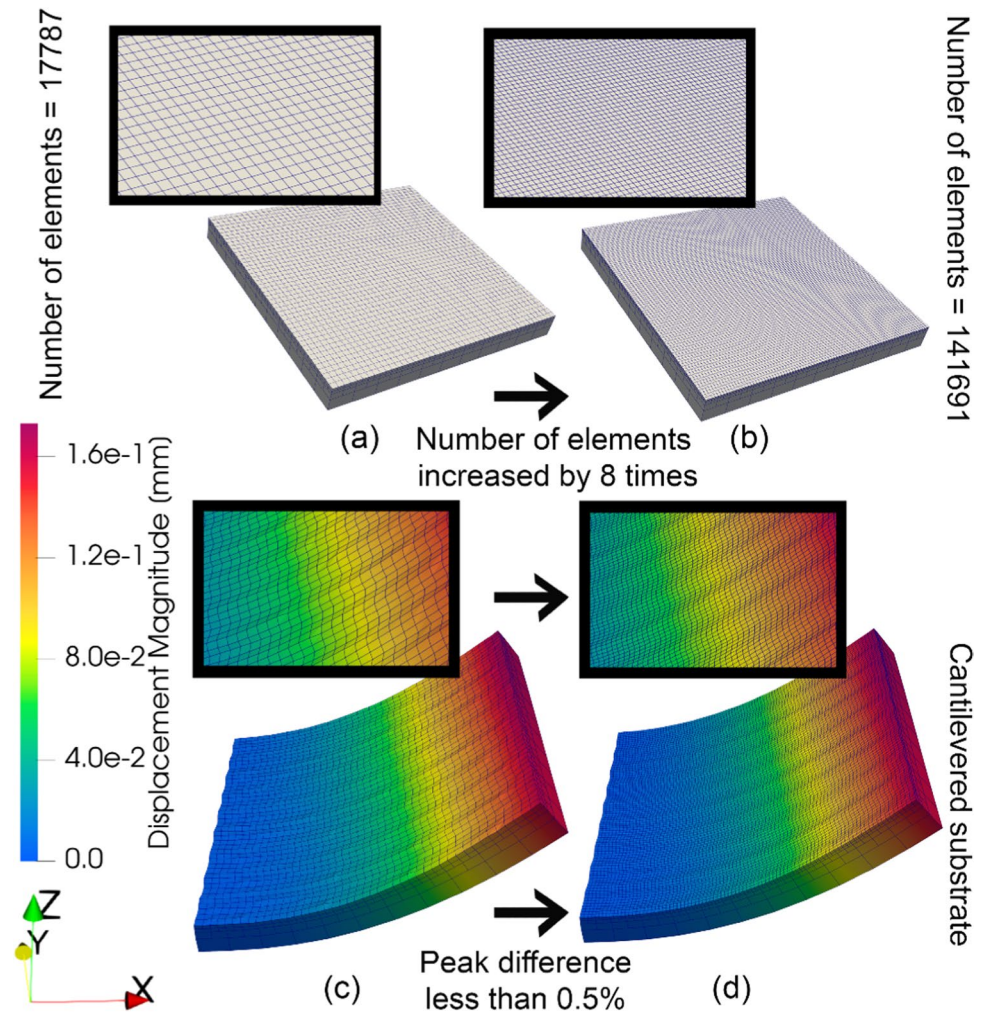 Number of elements = 17787
Number of elements = 141691
(a)
Number of elements
increased by 8 times
(b)
1.6e-1
1.2e-1
8.0e-2
4.0e-2
0.0
Displacement Magnitude (mm)
Cantilevered substrate
Z
Y
X
(c)
Peak difference
less than 0.5%
(d)